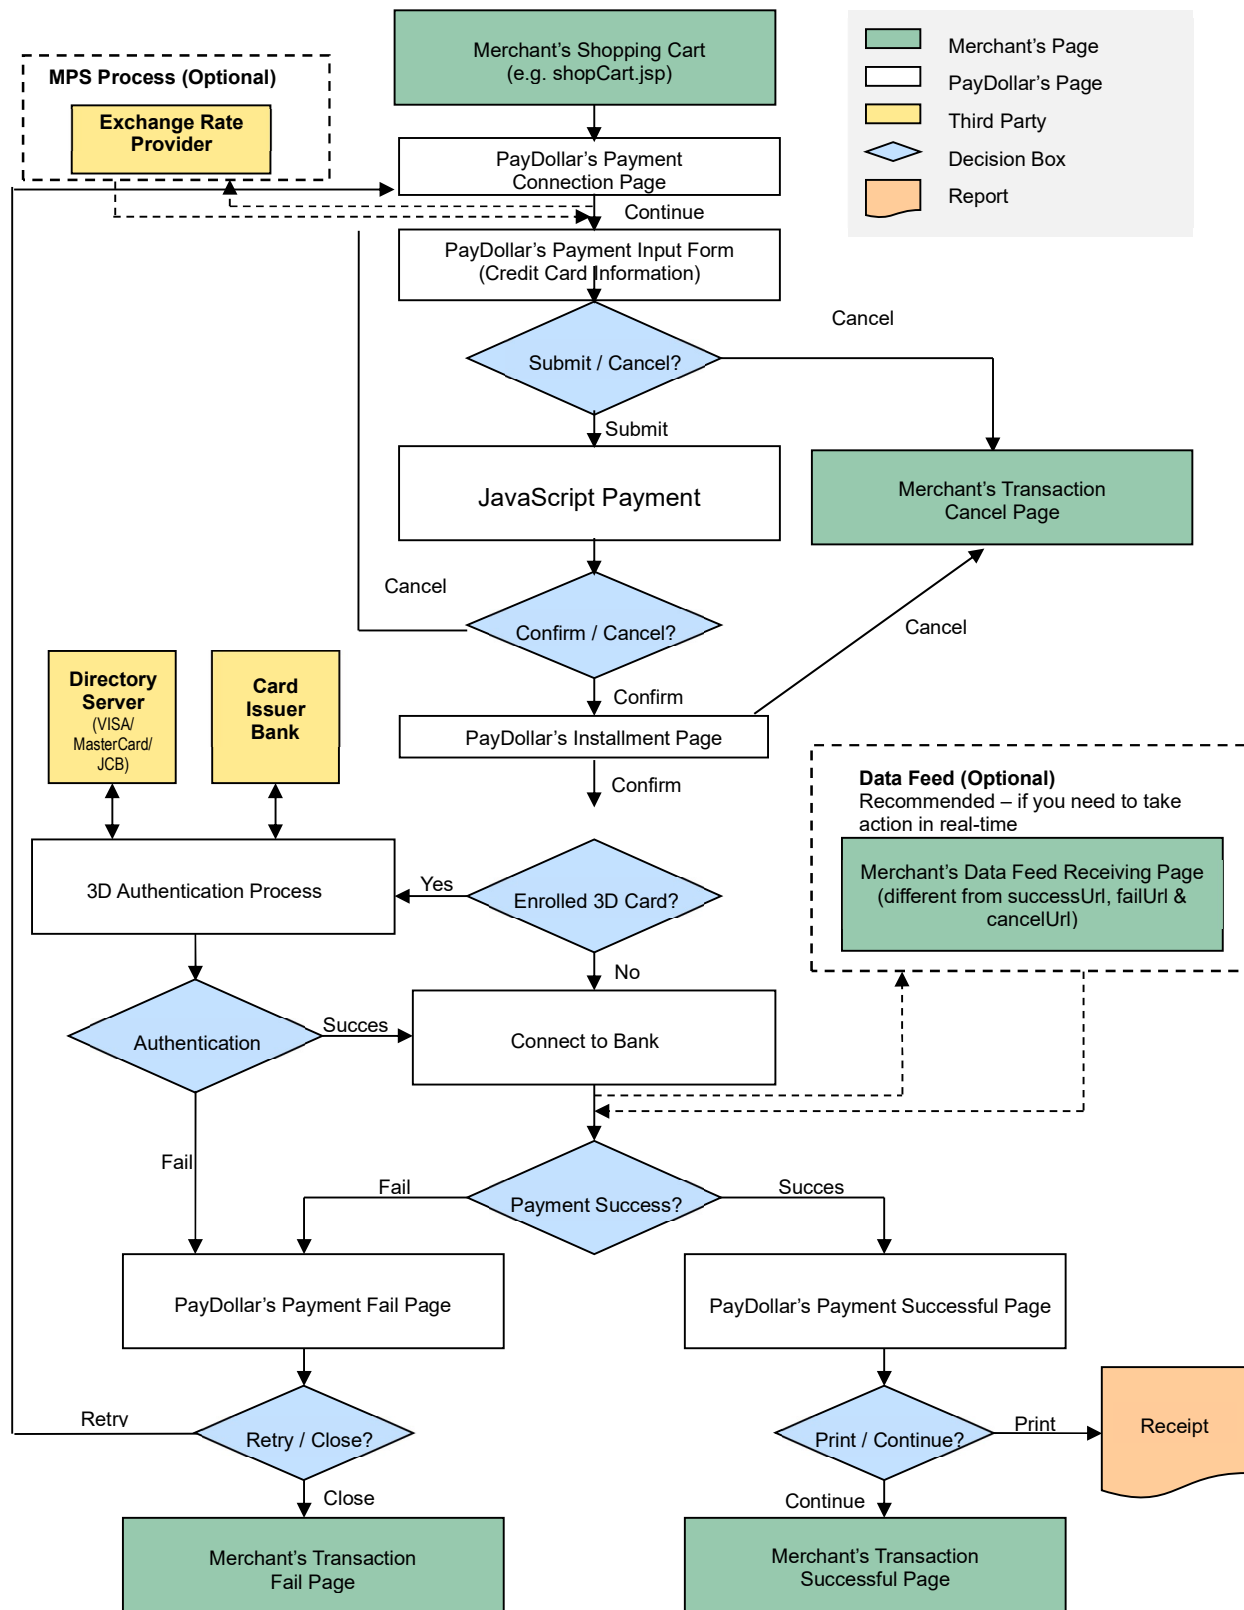 Merchant's Shopping Cart
(e.g. shopCart.jsp)
Merchant's Page
PayDollar's Page
Third Party
Decision Box
Report
MPS Process (Optional)
Exchange Rate
Provider
PayDollar's Payment
Connection Page
Continue
PayDollar's Payment Input Form
(Credit Card Information)
Cancel
Submit / Cancel?
Submit
JavaScript Payment
Merchant's Transaction
Cancel Page
Cancel
Confirm / Cancel?
Cancel
Confirm
Directory
Server
(VISA/
MasterCard/
JCB)
Card
Issuer
Bank
PayDollar's Installment Page
Confirm
Data Feed (Optional)
Recommended – if you need to take
action in real-time
Merchant's Data Feed Receiving Page
(different from successUrl, failUrl &
cancelUrl)
3D Authentication Process
Yes
Enrolled 3D Card?
No
Authentication
Succes
Connect to Bank
Fail
Fail
Payment Success?
Succes
PayDollar's Payment Fail Page
PayDollar's Payment Successful Page
Retry
Retry / Close?
Print / Continue?
Print
Receipt
Close
Continue
Merchant's Transaction
Fail Page
Merchant's Transaction
Successful Page